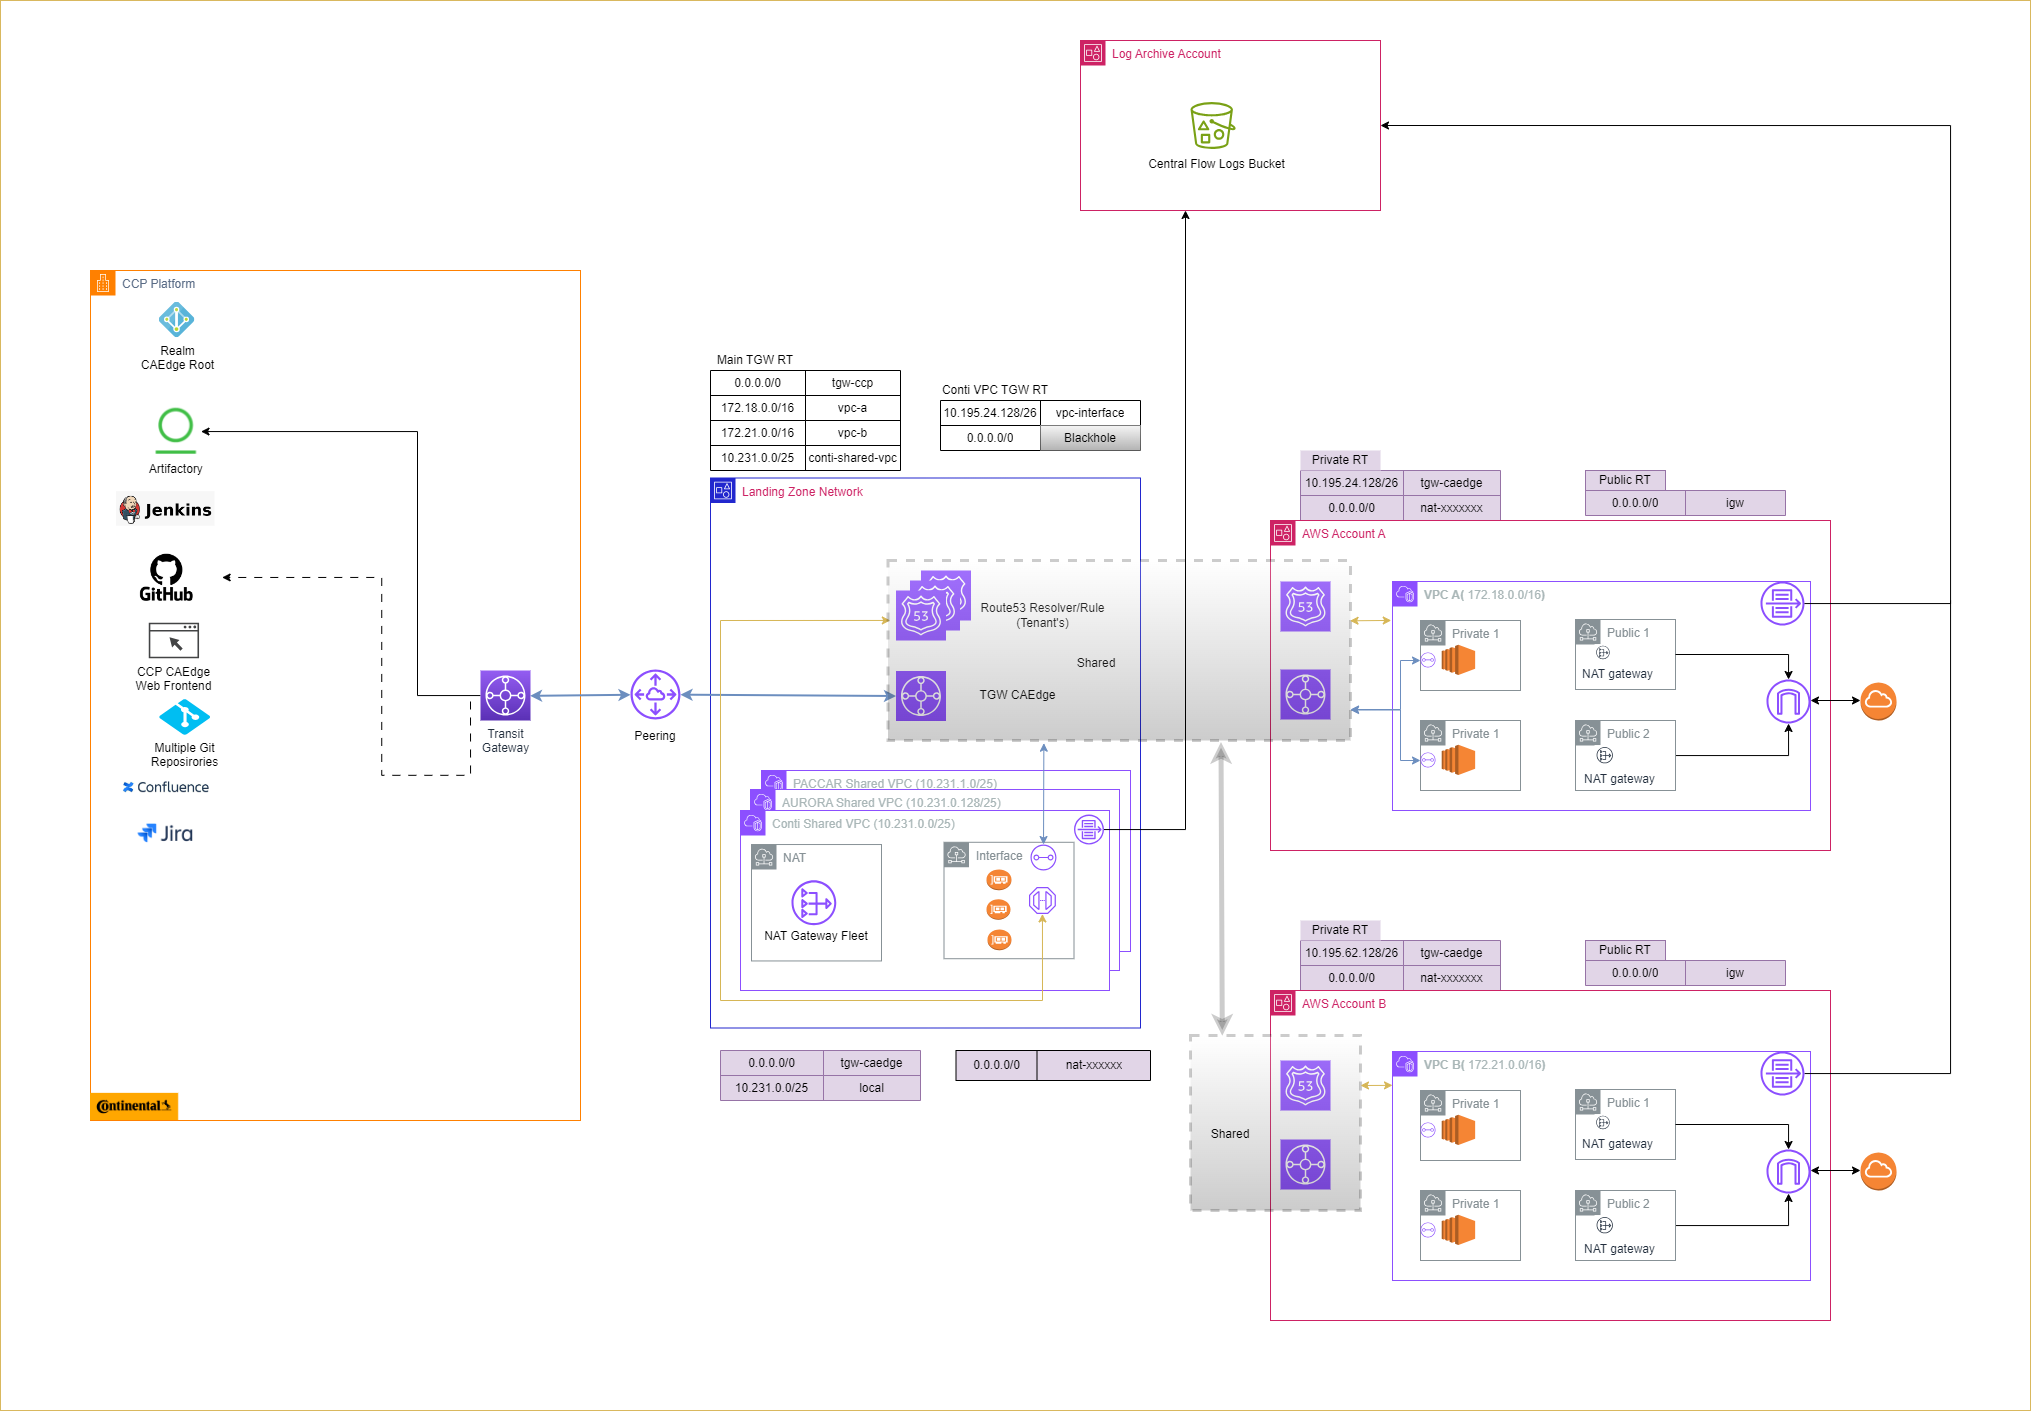 Log Archive Account
Central Flow Logs Bucket
CCP Platform
Realm
CAEdge Root
Artifactory
Jenkins
GitHub
CCP CAEdge
Web Frontend
Multiple Git
Reposirories
Confluence
Jira
Continental
Transit
Gateway
Peering
Main TGW RT
0.0.0.0/0 tgw-ccp
172.18.0.0/16 vpc-a
172.21.0.0/16 vpc-b
10.231.0.0/25 conti-shared-vpc
Conti VPC TGW RT
10.195.24.128/26 vpc-interface
0.0.0.0/0 Blackhole
Landing Zone Network
53
Route53 Resolver/Rule
(Tenant's)
Shared
TGW CAEdge
PACCAR Shared VPC (10.231.1.0/25)
AURORA Shared VPC (10.231.0.128/25)
Conti Shared VPC (10.231.0.0/25)
NAT
NAT Gateway Fleet
Interface
0.0.0.0/0 tgw-caedge
10.231.0.0/25 local
0.0.0.0/0 nat-xxxxxx
Private RT
10.195.24.128/26 tgw-caedge
0.0.0.0/0 nat-xxxxxxx
Public RT
0.0.0.0/0 igw
AWS Account A
53
VPC A( 172.18.0.0/16)
Private 1
Public 1
NAT gateway
Private 1
Public 2
NAT gateway
Private RT
10.195.62.128/26 tgw-caedge
0.0.0.0/0 nat-xxxxxxx
Public RT
0.0.0.0/0 igw
AWS Account B
Shared
53
VPC B( 172.21.0.0/16)
Private 1
Public 1
NAT gateway
Private 1
Public 2
NAT gateway